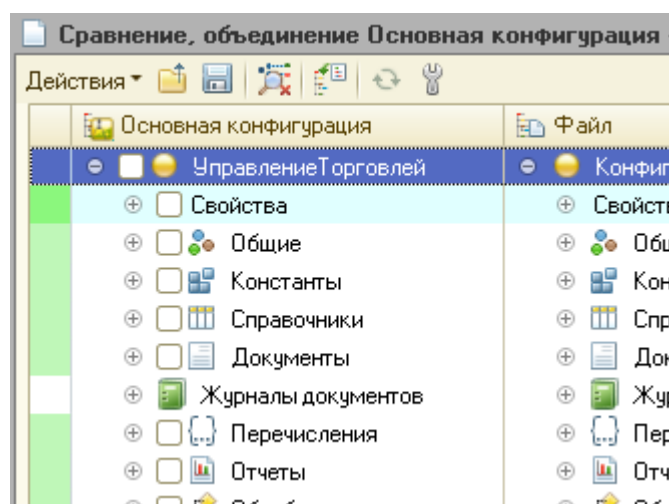 Сравнение, объединение Основная конфигурация
Действия
Основная конфигурация Файл
УправлениеТорговлей
Свойства
Общие
Константы
Справочники
Документы
Журналы документов
Перечисления
Отчеты